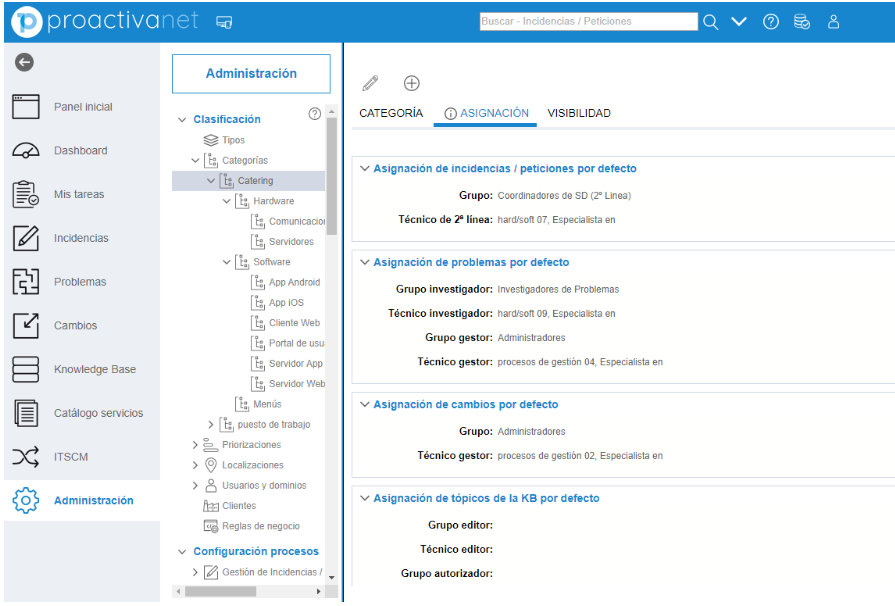 proactivanet
Buscar - Incidencias / Peticiones
Panel inicial
Dashboard
Mis tareas
Incidencias
Problemas
Cambios
Knowledge Base
Catálogo servicios
ITSCM
Administración
Administración
Clasificación
Tipos
Categorías
Catering
Hardware
Comunicacion
Servidores
Software
App Android
App iOS
Cliente Web
Portal de usu
Servidor App
Servidor Web
Menús
puesto de trabajo
Priorizaciones
Localizaciones
Usuarios y dominios
Clientes
Reglas de negocio
Configuración procesos
Gestión de Incidencias /
CATEGORÍA ASIGNACIÓN VISIBILIDAD
Asignación de incidencias / peticiones por defecto
Grupo: Coordinadores de SD (2ª Linea)
Técnico de 2ª línea: hard/soft 07, Especialista en
Asignación de problemas por defecto
Grupo investigador: Investigadores de Problemas
Técnico investigador: hard/soft 09, Especialista en
Grupo gestor: Administradores
Técnico gestor: procesos de gestión 04, Especialista en
Asignación de cambios por defecto
Grupo: Administradores
Técnico gestor: procesos de gestión 02, Especialista en
Asignación de tópicos de la KB por defecto
Grupo editor:
Técnico editor:
Grupo autorizador: